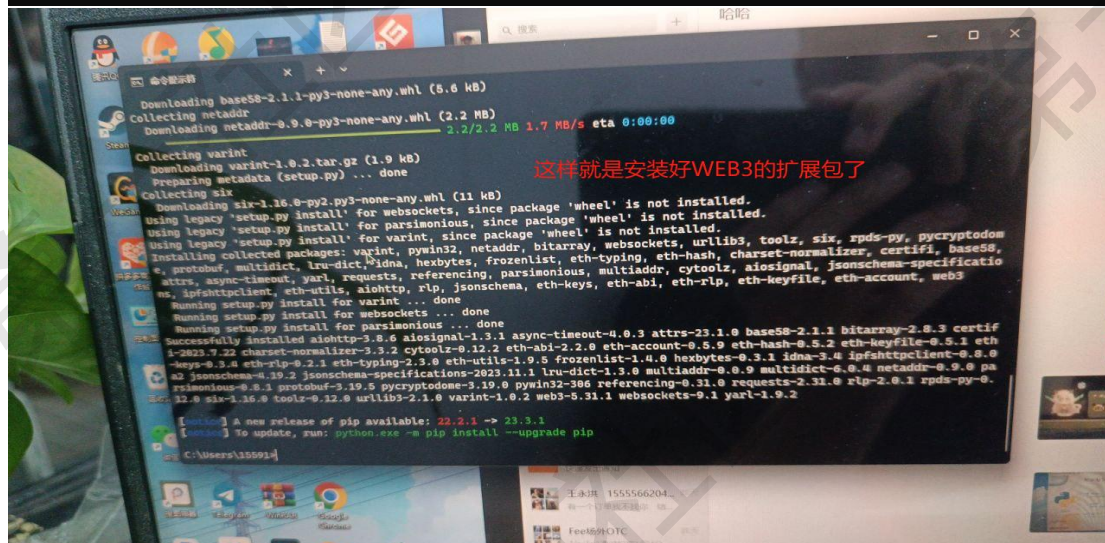 哈哈
搜索
命令提示符
Downloading base58-2.1.1-py3-none-any.whl (5.6 kB)
Collecting netaddr
Downloading netaddr-0.9.0-py3-none-any.whl (2.2 MB)
2.2/2.2 MB 1.7 MB/s eta 0:00:00
Collecting varint
Downloading varint-1.0.2.tar.gz (1.9 kB)
Preparing metadata (setup.py) ... done
这样就是安装好WEB3的扩展包了
Collecting six
Downloading six-1.16.0-py2.py3-none-any.whl (11 kB)
Using legacy 'setup.py install' for websockets, since package 'wheel' is not installed.
Using legacy 'setup.py install' for parsimonious, since package 'wheel' is not installed.
Using legacy 'setup.py install' for varint, since package 'wheel' is not installed.
Installing collected packages: varint, pywin32, netaddr, bitarray, websockets, urllib3, toolz, six, rpds-py, pycryptodom
e, protobuf, multidict, lru-dict, idna, hexbytes, frozenlist, eth-typing, eth-hash, charset-normalizer, certifi, base58,
attrs, async-timeout, yarl, requests, referencing, parsimonious, multiaddr, cytoolz, aiosignal, jsonschema-specificatio
ns, ipfshttpclient, eth-utils, aiohttp, rlp, jsonschema, eth-keys, eth-abi, eth-rlp, eth-keyfile, eth-account, web3
Running setup.py install for varint ... done
Running setup.py install for websockets ... done
Running setup.py install for parsimonious ... done
Successfully installed aiohttp-3.8.6 aiosignal-1.3.1 async-timeout-4.0.3 attrs-23.1.0 base58-2.1.1 bitarray-2.8.3 certif
i-2023.7.22 charset-normalizer-3.3.2 cytoolz-0.12.2 eth-abi-2.2.0 eth-account-0.5.9 eth-hash-0.5.2 eth-keyfile-0.5.1 eth
-keys-0.3.4 eth-rlp-0.2.1 eth-typing-2.3.0 eth-utils-1.9.5 frozenlist-1.4.0 hexbytes-0.3.1 idna-3.4 ipfshttpclient-0.8.0
a2 jsonschema-4.19.2 jsonschema-specifications-2023.11.1 lru-dict-1.3.0 multiaddr-0.0.9 multidict-6.0.4 netaddr-0.9.0 pa
rsimonious-0.8.1 protobuf-3.19.5 pycryptodome-3.19.0 pywin32-306 referencing-0.31.0 requests-2.31.0 rlp-2.0.1 rpds-py-0.
12.0 six-1.16.0 toolz-0.12.0 urllib3-2.1.0 varint-1.0.2 web3-5.31.1 websockets-9.1 yarl-1.9.2
[notice] A new release of pip available: 22.2.1 -> 23.3.1
[notice] To update, run: python.exe -m pip install --upgrade pip
C:\Users\15591>
Telegram
WinRAR
Google
Chrome
王永洪 1555566204...
Fee场外OTC